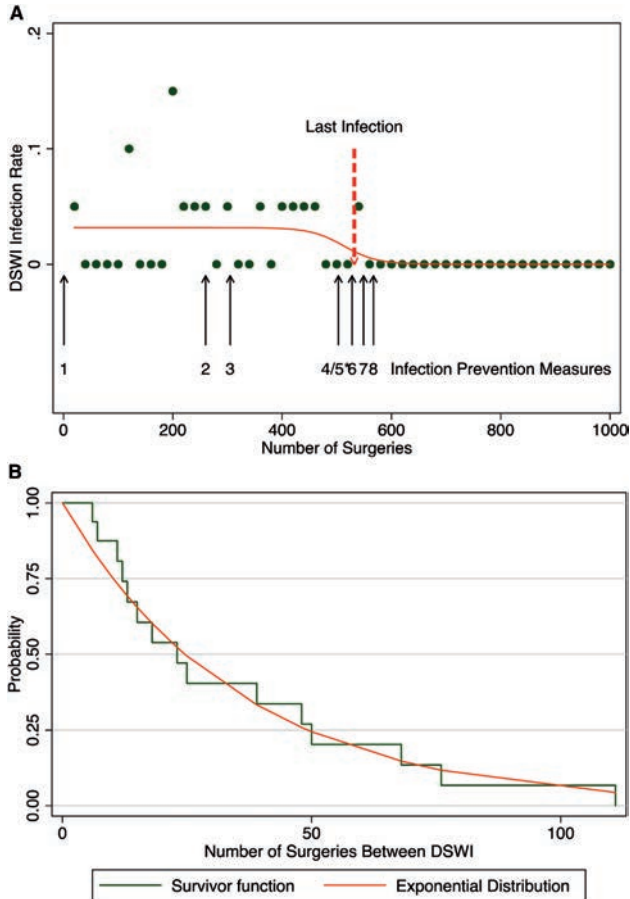 A
DSWI Infection Rate
.2
.1
0
Last Infection
1 2 3 4/5* 6 7 8 Infection Prevention Measures
0 200 400 600 800 1000
Number of Surgeries
B
Probability
1.00
0.75
0.50
0.25
0.00
0 50 100
Number of Surgeries Between DSWI
Survivor function Exponential Distribution